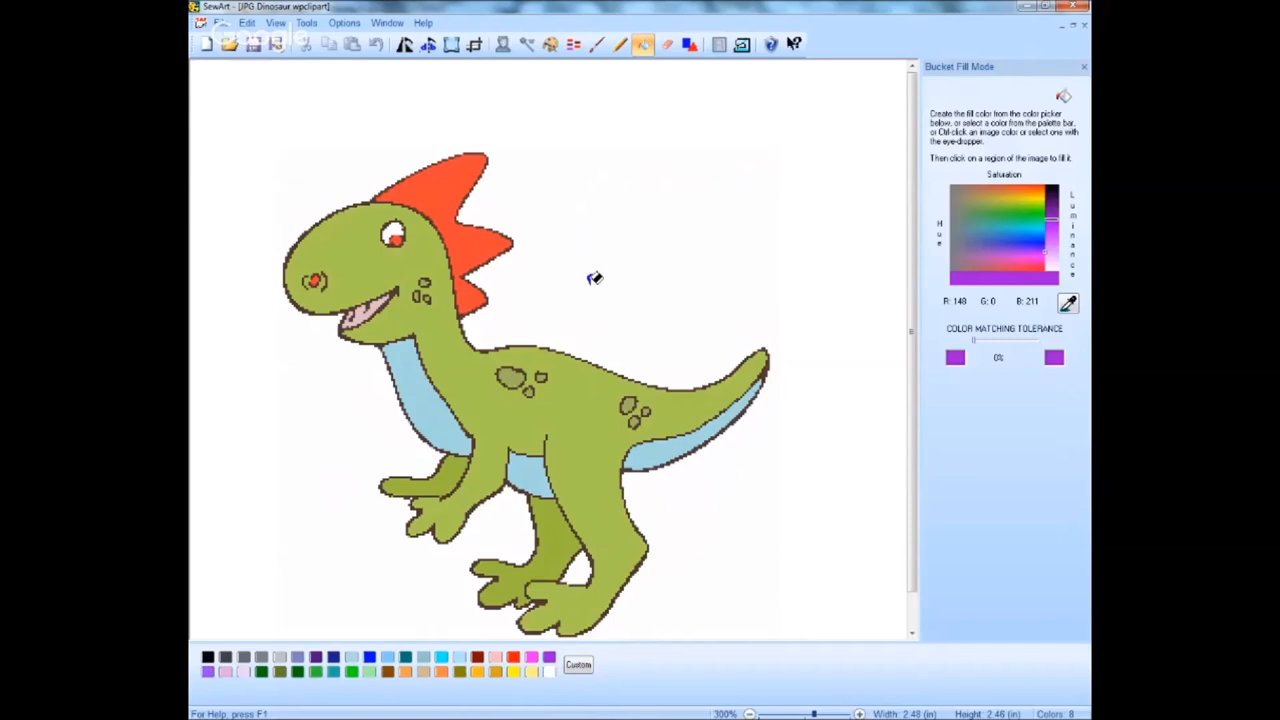 SewArt - [JPG Dinosaur wpclipart]
Edit View Tools Options Window Help
Google
Bucket Fill Mode
Create the fill color from the color picker
below, or select a color from the palette bar,
or Ctrl-click an image color or select one with
the eye-dropper.
Then click on a region of the image to fill it.
Saturation
Hue
Luminance
R: 148 G: 0 B: 211
COLOR MATCHING TOLERANCE
0%
Custom
For Help, press F1
300% Width: 2.48 (in) Height: 2.46 (in) Colors: 8